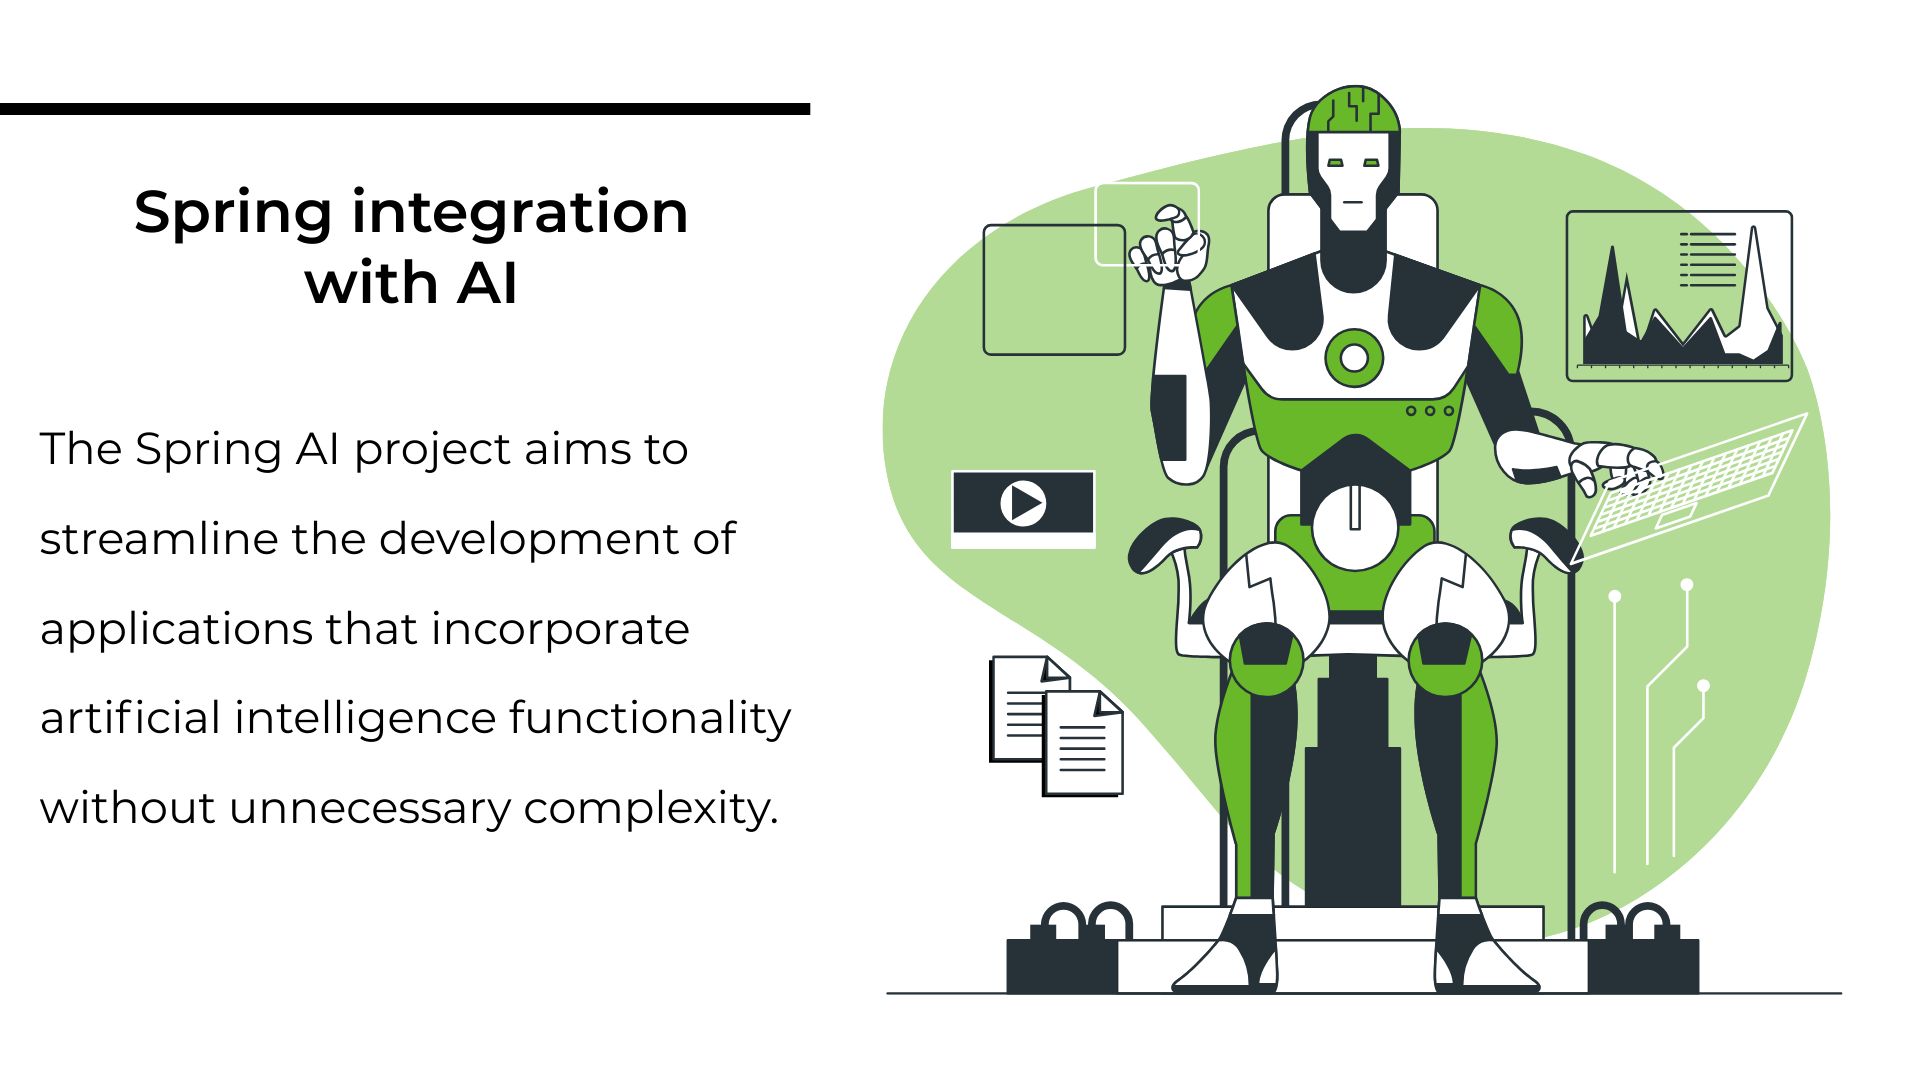 Spring integration
with AI
The Spring AI project aims to
streamline the development of
applications that incorporate
artificial intelligence functionality
without unnecessary complexity.